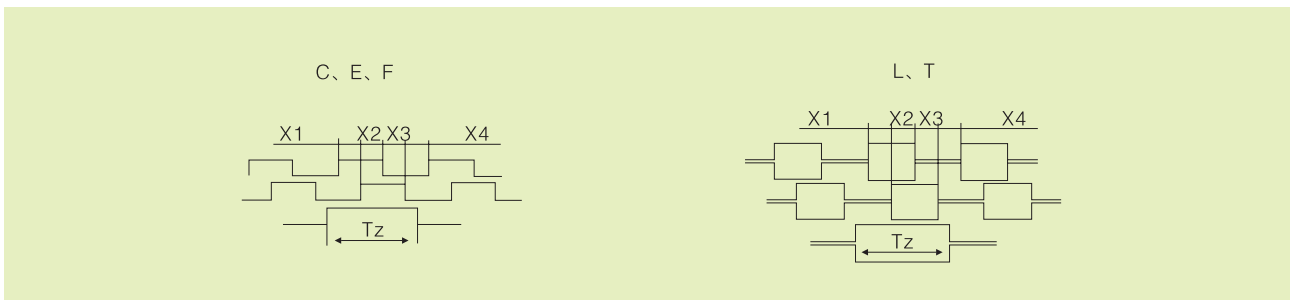 C、E、F
X1 X2 X3 X4
Tz
L、T
X1 X2 X3 X4
Tz